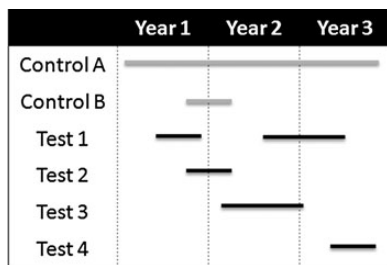 Year 1 Year 2 Year 3
Control A
Control B
Test 1
Test 2
Test 3
Test 4